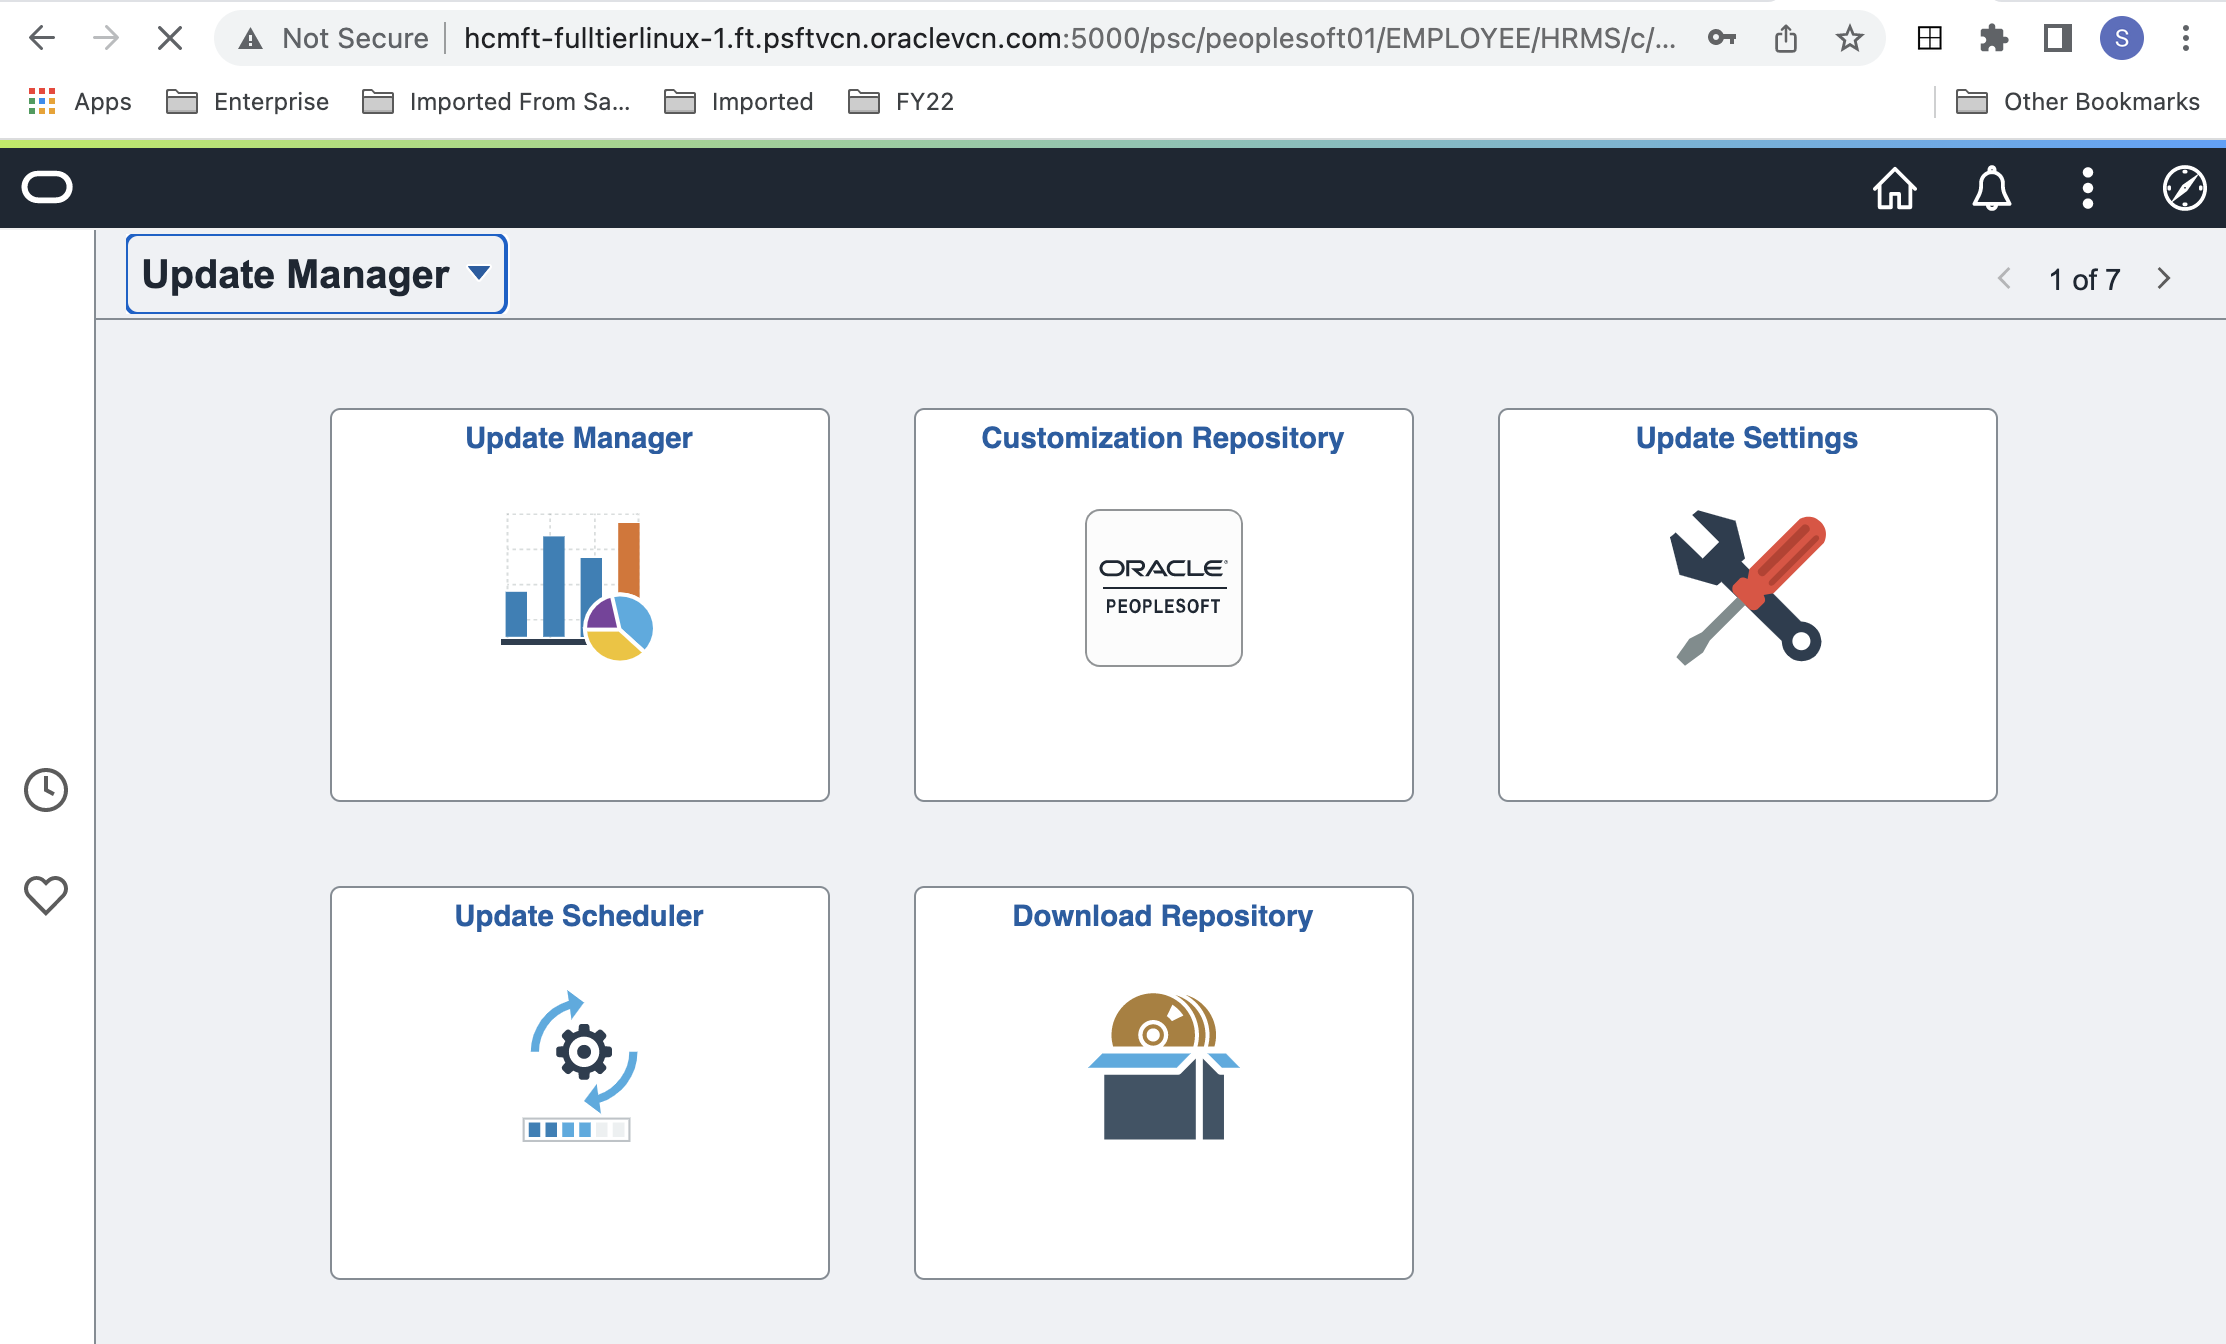 Not Secure hcmft-fulltierlinux-1.ft.psftvcn.oraclevcn.com:5000/psc/peoplesoft01/EMPLOYEE/HRMS/c/... S
Apps Enterprise Imported From Sa... Imported FY22 Other Bookmarks
Update Manager 1 of 7
Update Manager Customization Repository Update Settings
ORACLE
PEOPLESOFT
Update Scheduler Download Repository